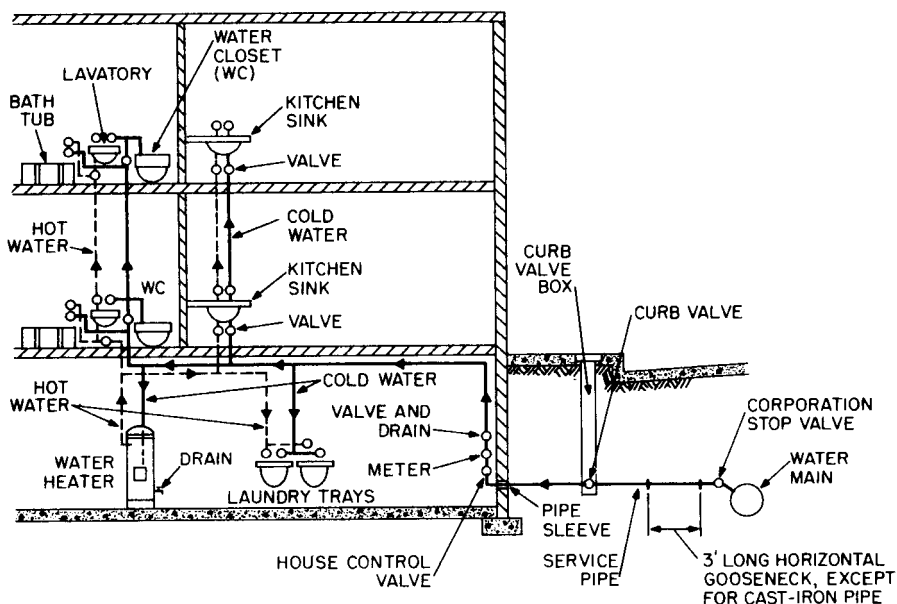 WATER
CLOSET
(WC)
LAVATORY
BATH
TUB
KITCHEN
SINK
VALVE
HOT
WATER
COLD
WATER
WC
KITCHEN
SINK
VALVE
CURB
VALVE
BOX
CURB VALVE
HOT
WATER
COLD WATER
VALVE AND
DRAIN
METER
CORPORATION
STOP VALVE
WATER
MAIN
WATER
HEATER
DRAIN
LAUNDRY TRAYS
PIPE
SLEEVE
HOUSE CONTROL
VALVE
SERVICE
PIPE
3' LONG HORIZONTAL
GOOSENECK, EXCEPT
FOR CAST-IRON PIPE